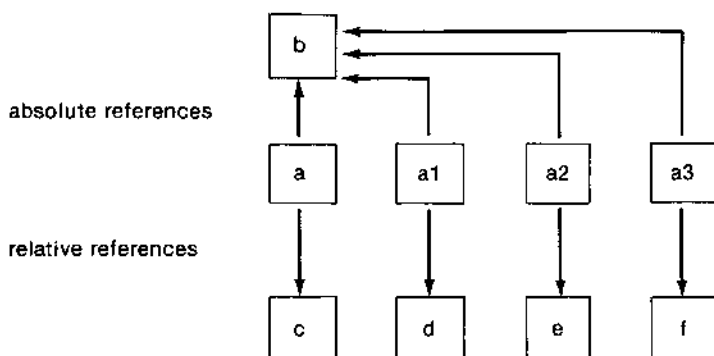 b
absolute references
a a1 a2 a3
relative references
c d e f